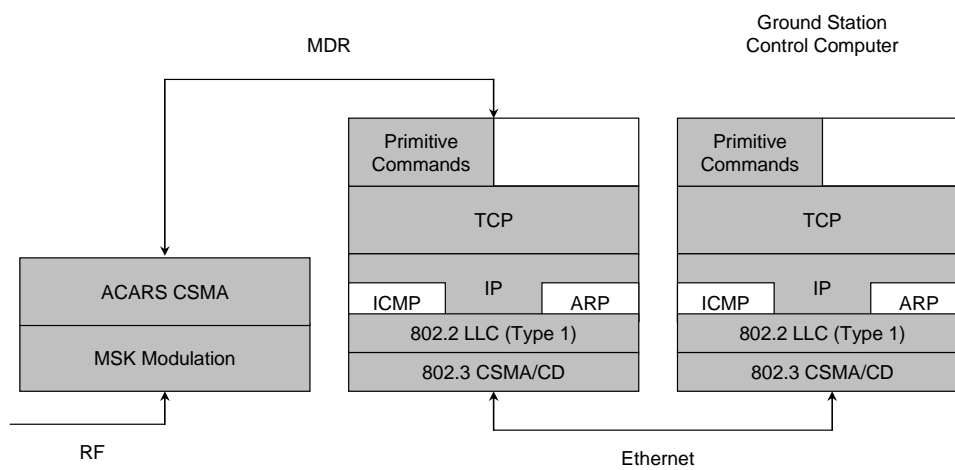 Ground Station
Control Computer
MDR
Primitive
Commands
Primitive
Commands
TCP
TCP
ACARS CSMA
IP
ICMP
ARP
IP
ICMP
ARP
MSK Modulation
802.2 LLC (Type 1)
802.2 LLC (Type 1)
802.3 CSMA/CD
802.3 CSMA/CD
RF
Ethernet